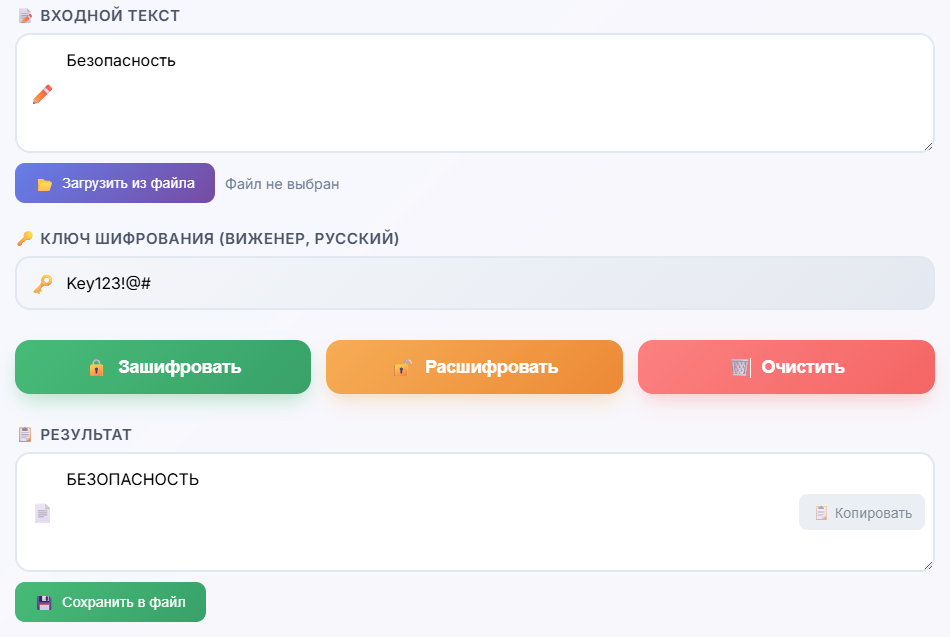 ВХОДНОЙ ТЕКСТ
Безопасность
Загрузить из файла Файл не выбран
КЛЮЧ ШИФРОВАНИЯ (ВИЖЕНЕР, РУССКИЙ)
Key123!@#
Зашифровать Расшифровать Очистить
РЕЗУЛЬТАТ
БЕЗОПАСНОСТЬ
Копировать
Сохранить в файл